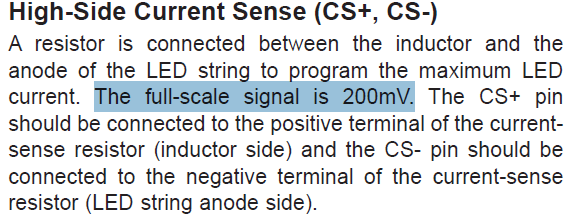 High-Side Current Sense (CS+, CS-)
A resistor is connected between the inductor and the
anode of the LED string to program the maximum LED
current. The full-scale signal is 200mV. The CS+ pin
should be connected to the positive terminal of the current-
sense resistor (inductor side) and the CS- pin should be
connected to the negative terminal of the current-sense
resistor (LED string anode side).